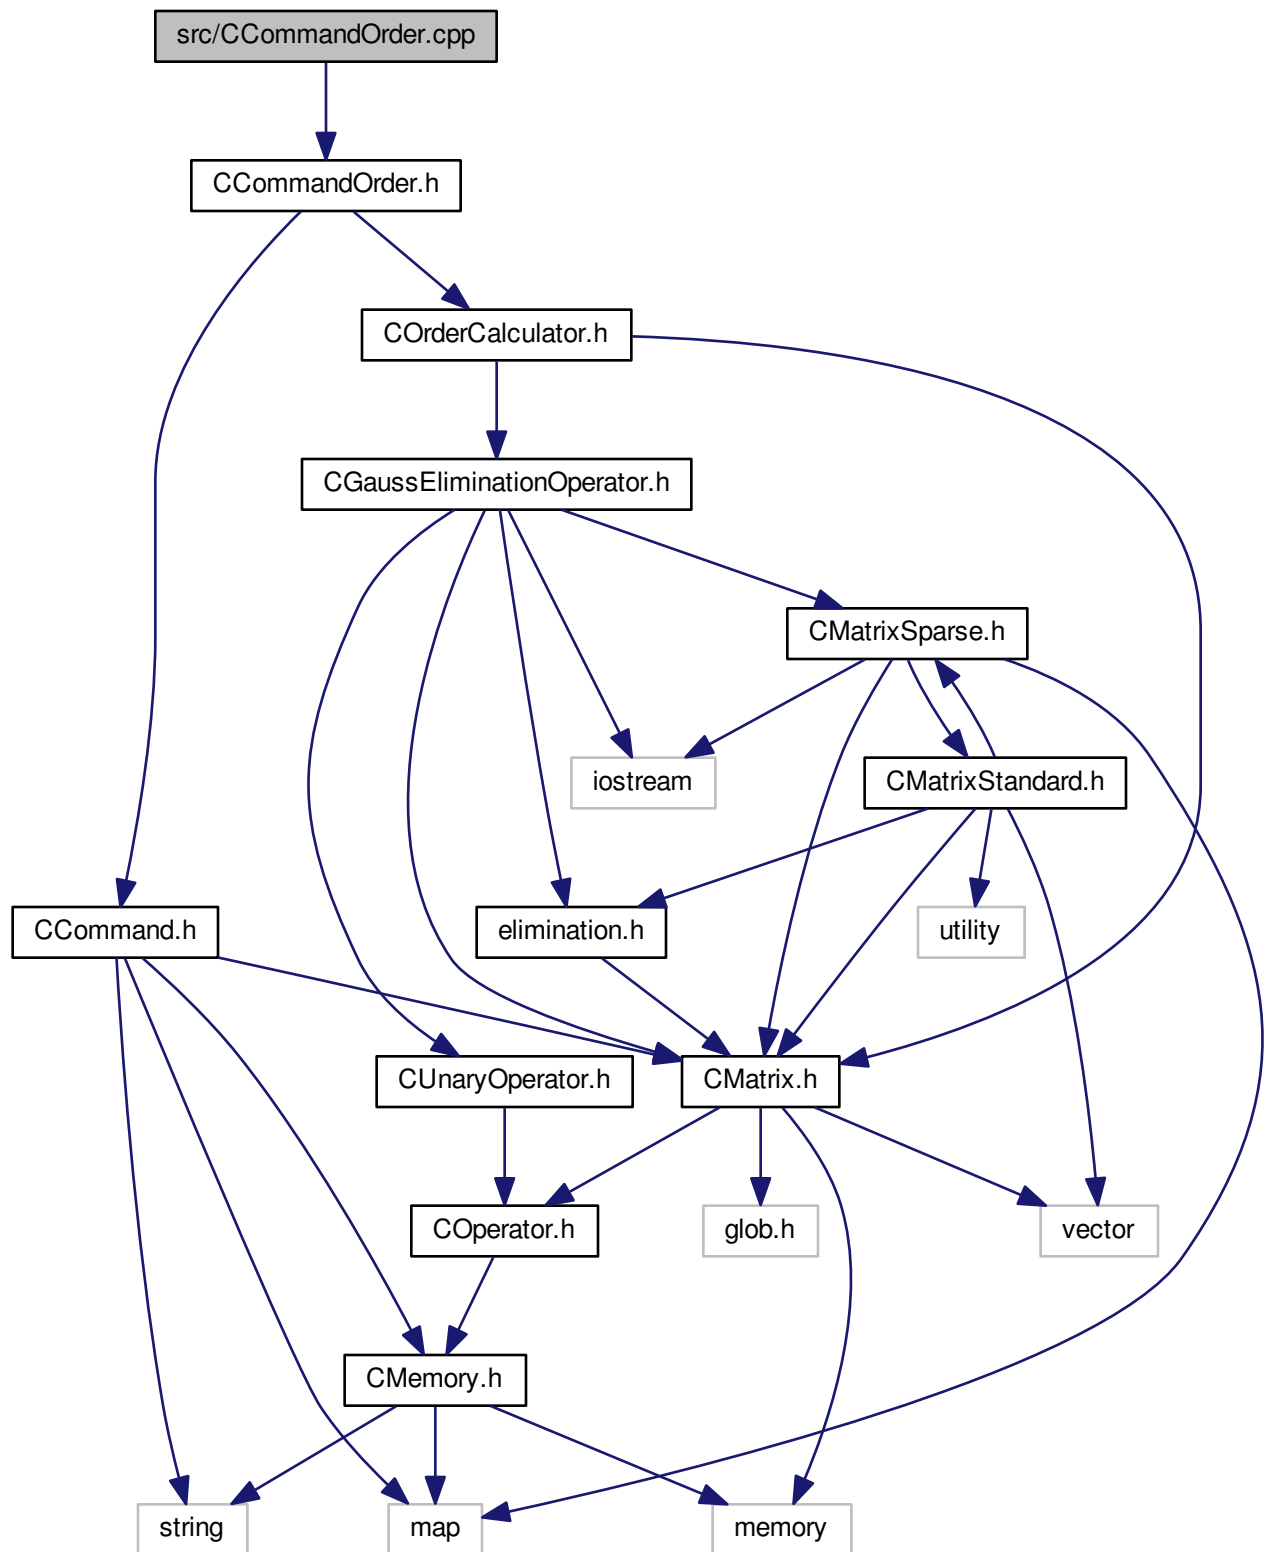 src/CCommandOrder.cpp
CCommandOrder.h
COrderCalculator.h
CGaussEliminationOperator.h
CMatrixSparse.h
iostream
CMatrixStandard.h
CCommand.h
elimination.h
utility
CUnaryOperator.h
CMatrix.h
COperator.h
glob.h
vector
CMemory.h
string
map
memory